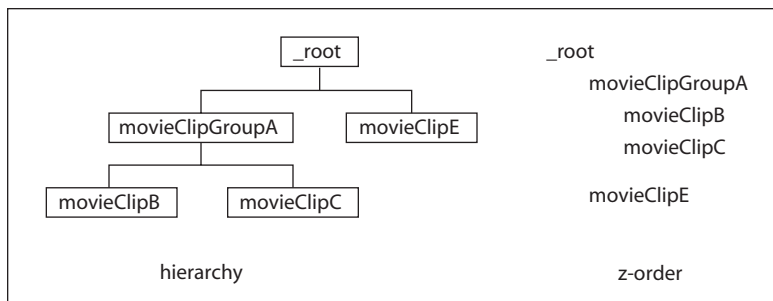 _root
movieClipGroupA
movieClipE
movieClipB
movieClipC
hierarchy
_root
movieClipGroupA
movieClipB
movieClipC
movieClipE
z-order